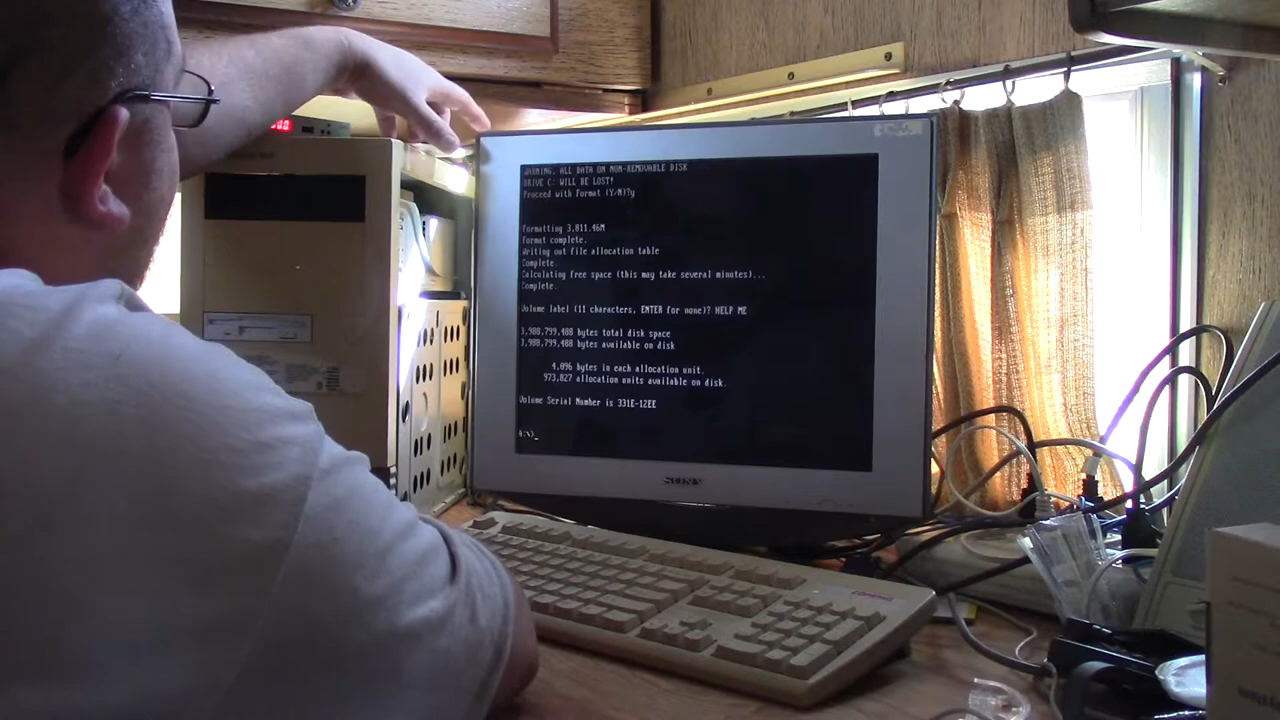 WARNING, ALL DATA ON NON-REMOVABLE DISK
DRIVE C: WILL BE LOST!
Proceed with Format (Y/N)?y
Formatting 3,811.46M
Format complete.
Writing out file allocation table
Complete.
Calculating free space (this may take several minutes)...
Complete.
Volume label (11 characters, ENTER for none)? HELP ME
3,988,799,488 bytes total disk space
3,988,799,488 bytes available on disk
4,096 bytes in each allocation unit.
973,827 allocation units available on disk.
Volume Serial Number is 331E-12EE
A:\>_
SONY